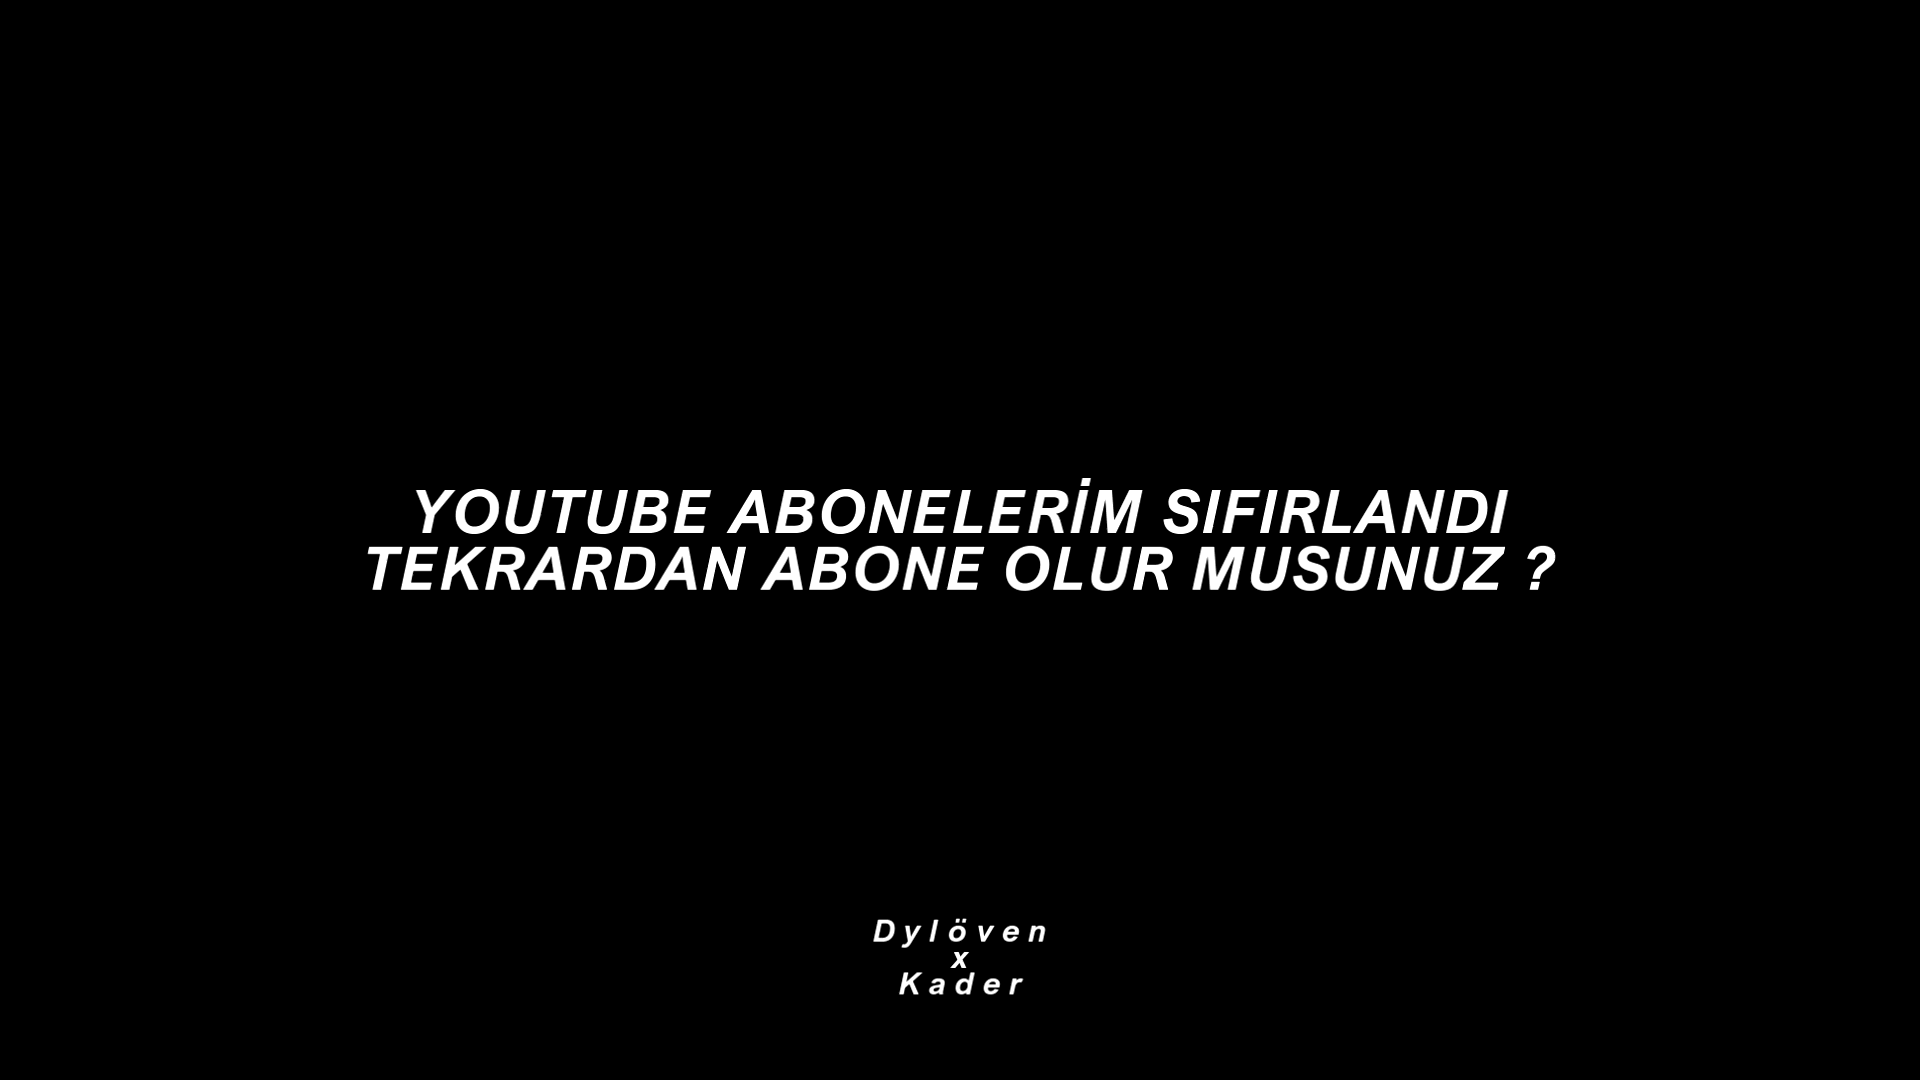 YOUTUBE ABONELERİM SIFIRLANDI
TEKRARDAN ABONE OLUR MUSUNUZ ?
Dylöven
x
Kader